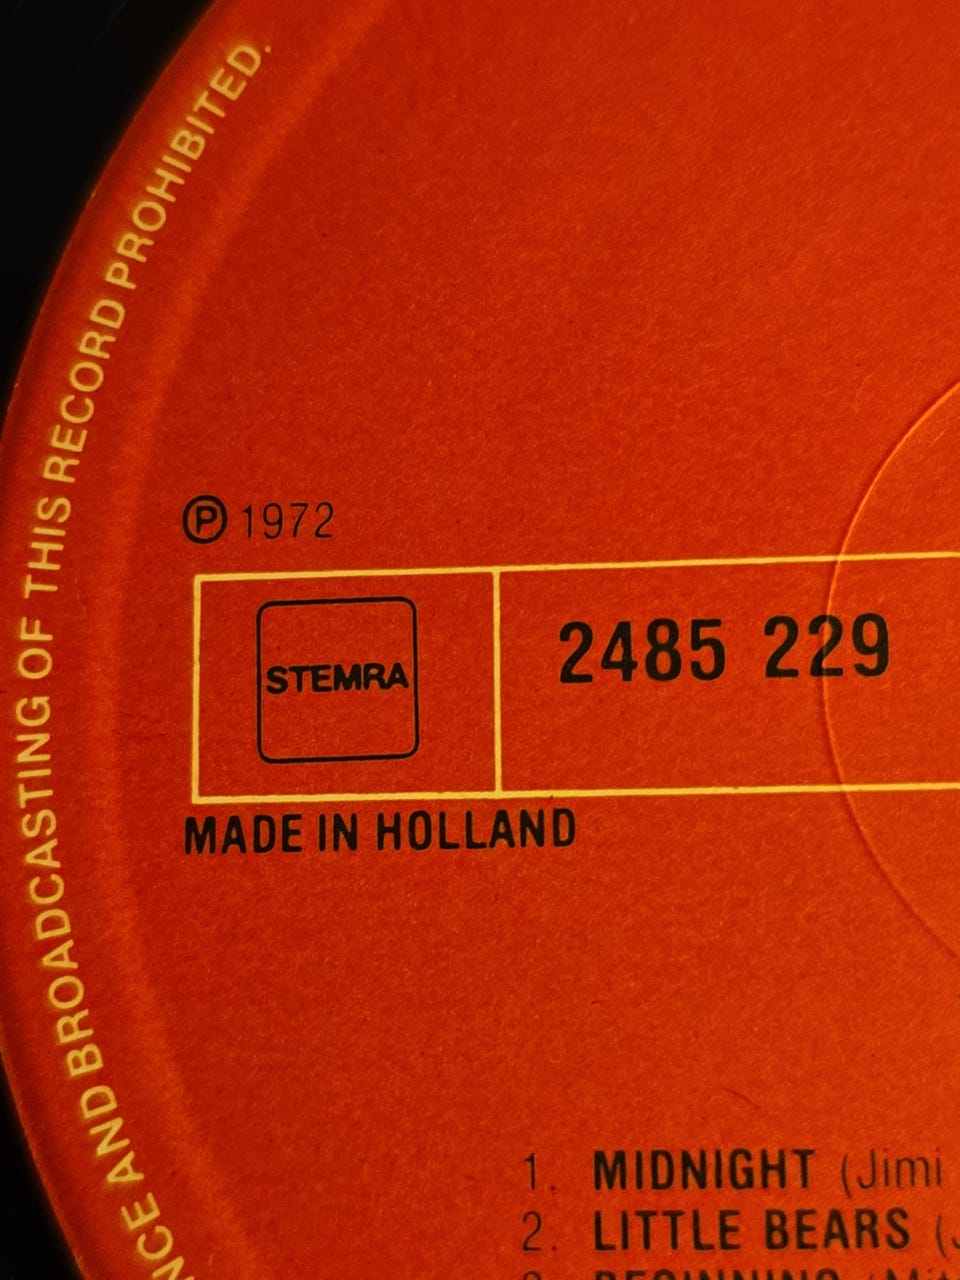 NCE AND BROADCASTING OF THIS RECORD PROHIBITED.
Ⓟ 1972
STEMRA
2485 229
MADE IN HOLLAND
1. MIDNIGHT (Jimi
2. LITTLE BEARS (J
BEGINNING